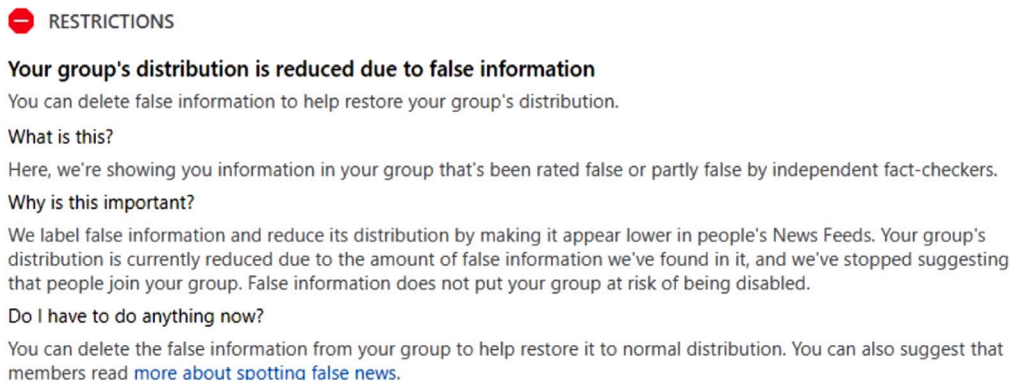 RESTRICTIONS
Your group's distribution is reduced due to false information
You can delete false information to help restore your group's distribution.
What is this?
Here, we're showing you information in your group that's been rated false or partly false by independent fact-checkers.
Why is this important?
We label false information and reduce its distribution by making it appear lower in people's News Feeds. Your group's
distribution is currently reduced due to the amount of false information we've found in it, and we've stopped suggesting
that people join your group. False information does not put your group at risk of being disabled.
Do I have to do anything now?
You can delete the false information from your group to help restore it to normal distribution. You can also suggest that
members read more about spotting false news.